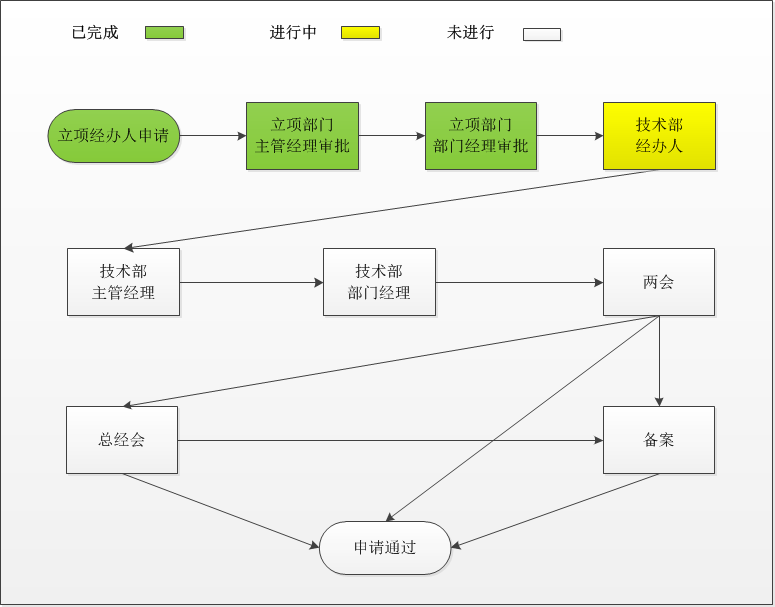 已完成
进行中
未进行
立项经办人申请
立项部门
主管经理审批
立项部门
部门经理审批
技术部
经办人
技术部
主管经理
技术部
部门经理
两会
总经会
备案
申请通过